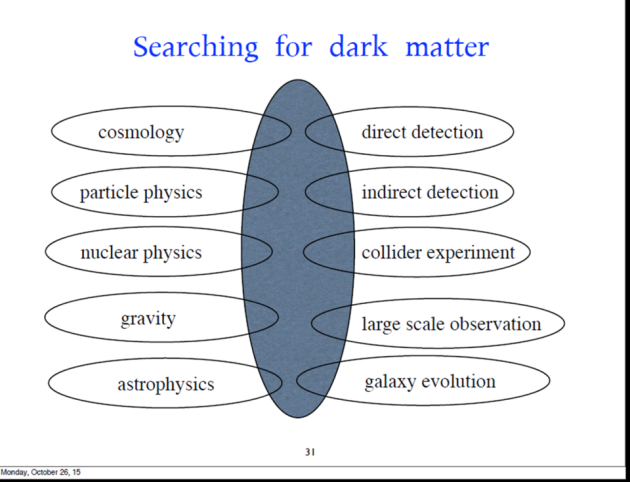 Searching for dark matter
cosmology
direct detection
particle physics
indirect detection
nuclear physics
collider experiment
gravity
large scale observation
astrophysics
galaxy evolution
31
Monday, October 26, 15